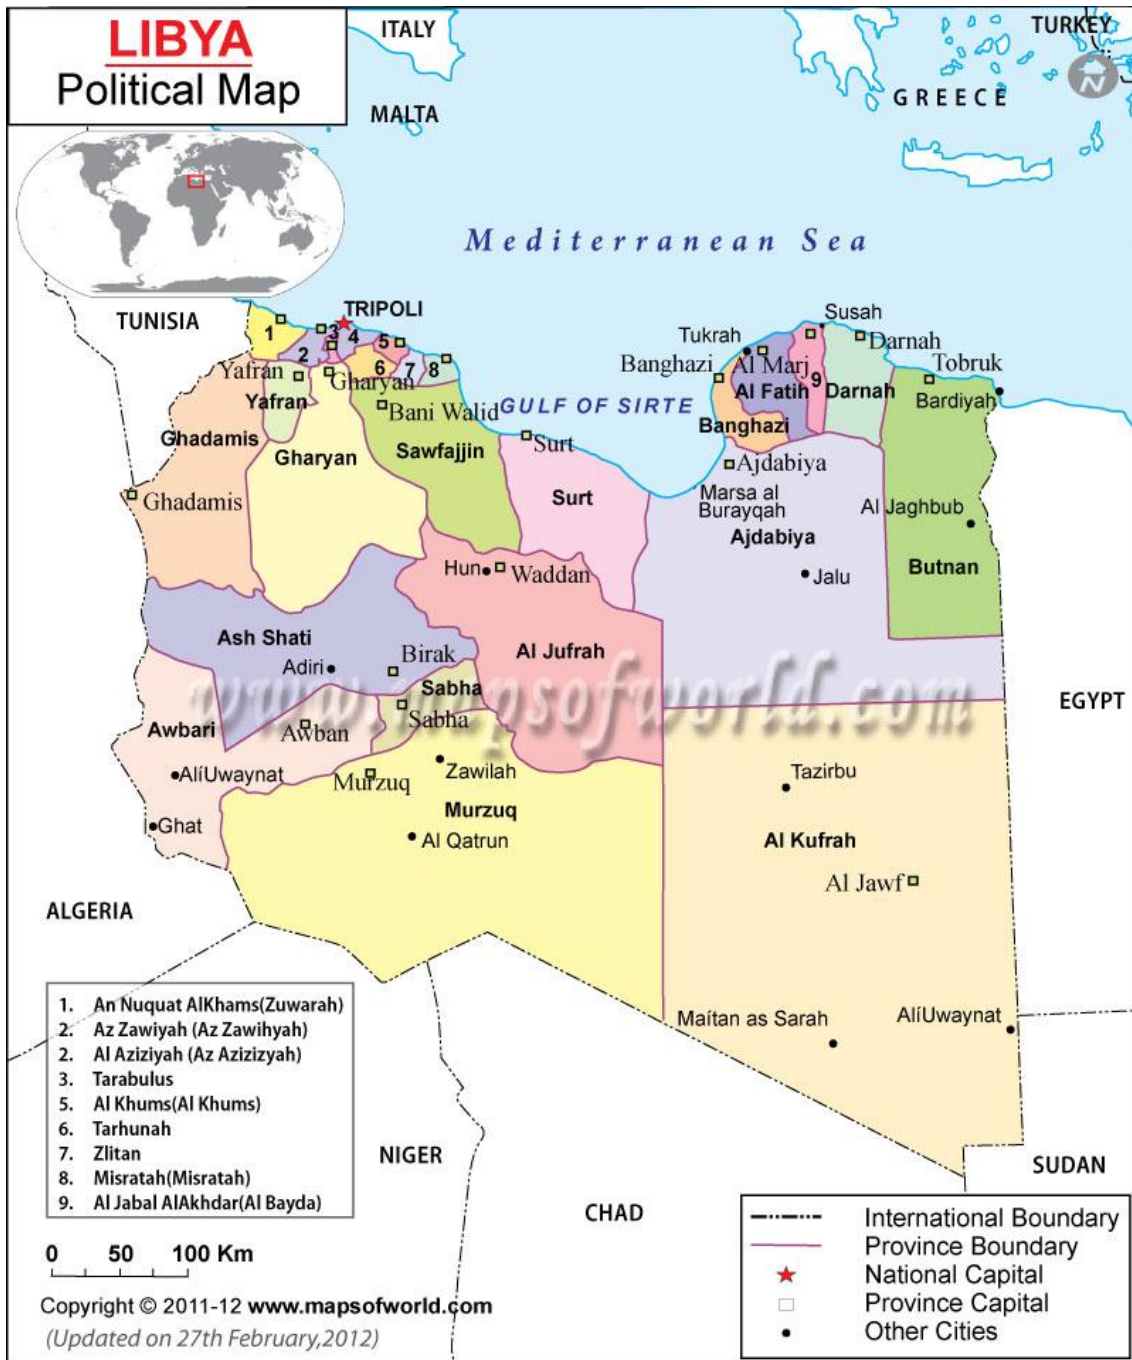 LIBYA
Political Map
ITALY
TURKEY
MALTA
GREECE
N
Mediterranean Sea
TUNISIA
TRIPOLI
1
2
3
4
5
6
7
8
Yafran
Yafran
Gharyan
Gharyan
Bani Walid
Sawfajjin
Ghadamis
Ghadamis
GULF OF SIRTE
Surt
Surt
Susah
Tukrah
Darnah
Banghazi
Al Marj
Tobruk
Al Fatih
9
Darnah
Bardiyah
Banghazi
Ajdabiya
Marsa al
Burayqah
Al Jaghbub
Ajdabiya
Jalu
Butnan
Hun
Waddan
Ash Shati
Al Jufrah
Adiri
Birak
Sabha
Sabha
www.mapsofworld.com
EGYPT
Awbari
Awban
AlíUwaynat
Murzuq
Zawilah
Tazirbu
Murzuq
Ghat
Al Qatrun
Al Kufrah
Al Jawf
ALGERIA
Maítan as Sarah
AlíUwaynat
NIGER
CHAD
SUDAN
1. An Nuquat AlKhams(Zuwarah)
2. Az Zawiyah (Az Zawihyah)
2. Al Aziziyah (Az Azizizyah)
3. Tarabulus
5. Al Khums(Al Khums)
6. Tarhunah
7. Zlitan
8. Misratah(Misratah)
9. Al Jabal AlAkhdar(Al Bayda)
0 50 100 Km
Copyright © 2011-12 www.mapsofworld.com
(Updated on 27th February,2012)
International Boundary
Province Boundary
National Capital
Province Capital
Other Cities